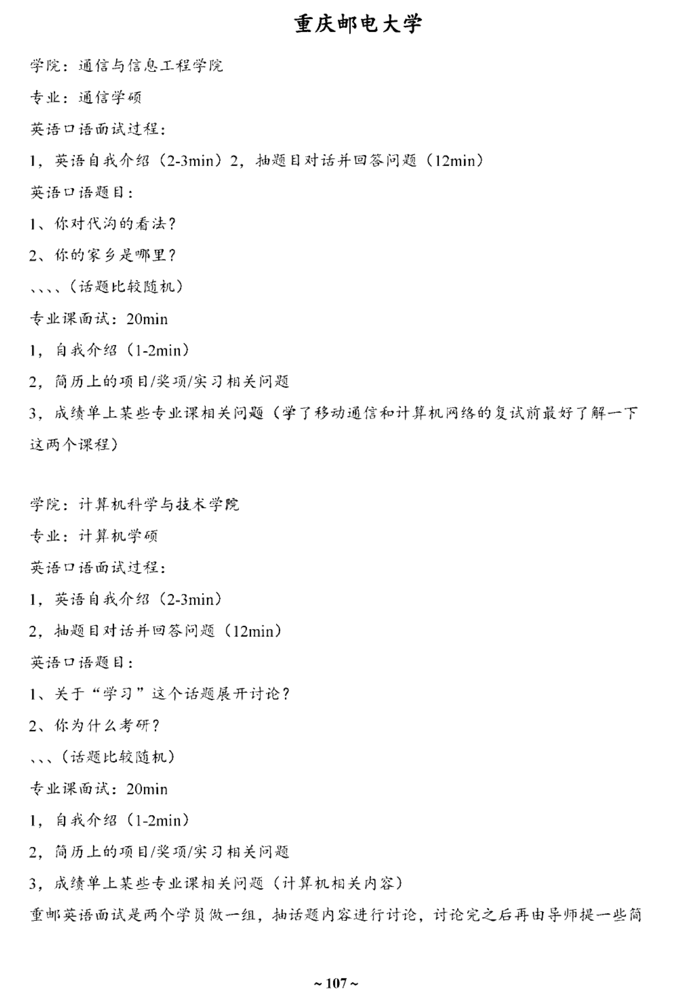 重庆邮电大学
学院：通信与信息工程学院
专业：通信学硕
英语口语面试过程：
1，英语自我介绍（2-3min）2，抽题目对话并回答问题（12min）
英语口语题目：
1、你对代沟的看法？
2、你的家乡是哪里？
、、、、（话题比较随机）
专业课面试：20min
1，自我介绍（1-2min）
2，简历上的项目/奖项/实习相关问题
3，成绩单上某些专业课相关问题（学了移动通信和计算机网络的复试前最好了解一下
这两个课程）
学院：计算机科学与技术学院
专业：计算机学硕
英语口语面试过程：
1，英语自我介绍（2-3min）
2，抽题目对话并回答问题（12min）
英语口语题目：
1、关于“学习”这个话题展开讨论？
2、你为什么考研？
、、、（话题比较随机）
专业课面试：20min
1，自我介绍（1-2min）
2，简历上的项目/奖项/实习相关问题
3，成绩单上某些专业课相关问题（计算机相关内容）
重邮英语面试是两个学员做一组，抽话题内容进行讨论，讨论完之后再由导师提一些简
~ 107 ~